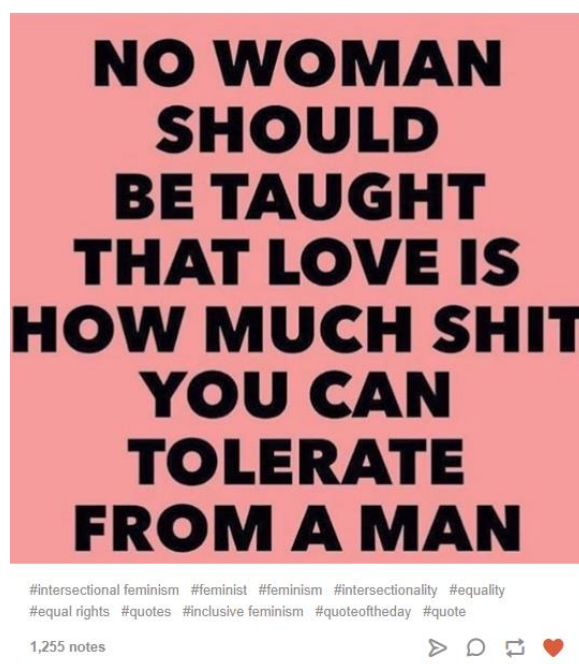 NO WOMAN
SHOULD
BE TAUGHT
THAT LOVE IS
HOW MUCH SHIT
YOU CAN
TOLERATE
FROM A MAN
#intersectional feminism #feminist #feminism #intersectionality #equality
#equal rights #quotes #inclusive feminism #quoteoftheday #quote
1,255 notes